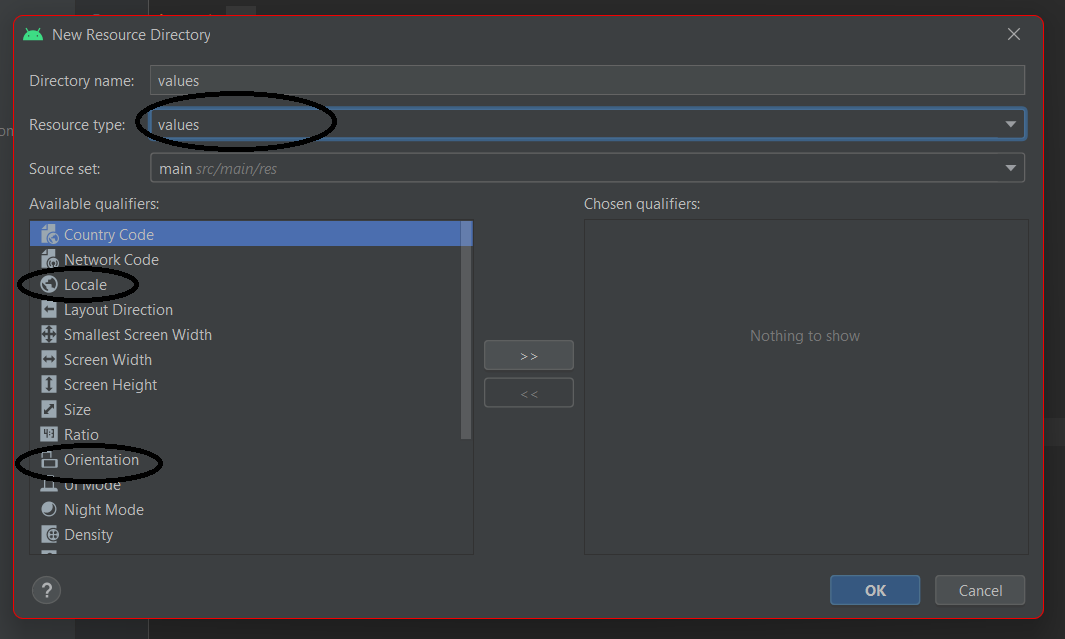 New Resource Directory
Directory name: values
Resource type: values
Source set: main src/main/res
Available qualifiers:
Chosen qualifiers:
Country Code
Network Code
Locale
Layout Direction
Smallest Screen Width
Screen Width
Screen Height
Size
Ratio
Orientation
UI Mode
Night Mode
Density
>>
<<
Nothing to show
?
OK
Cancel